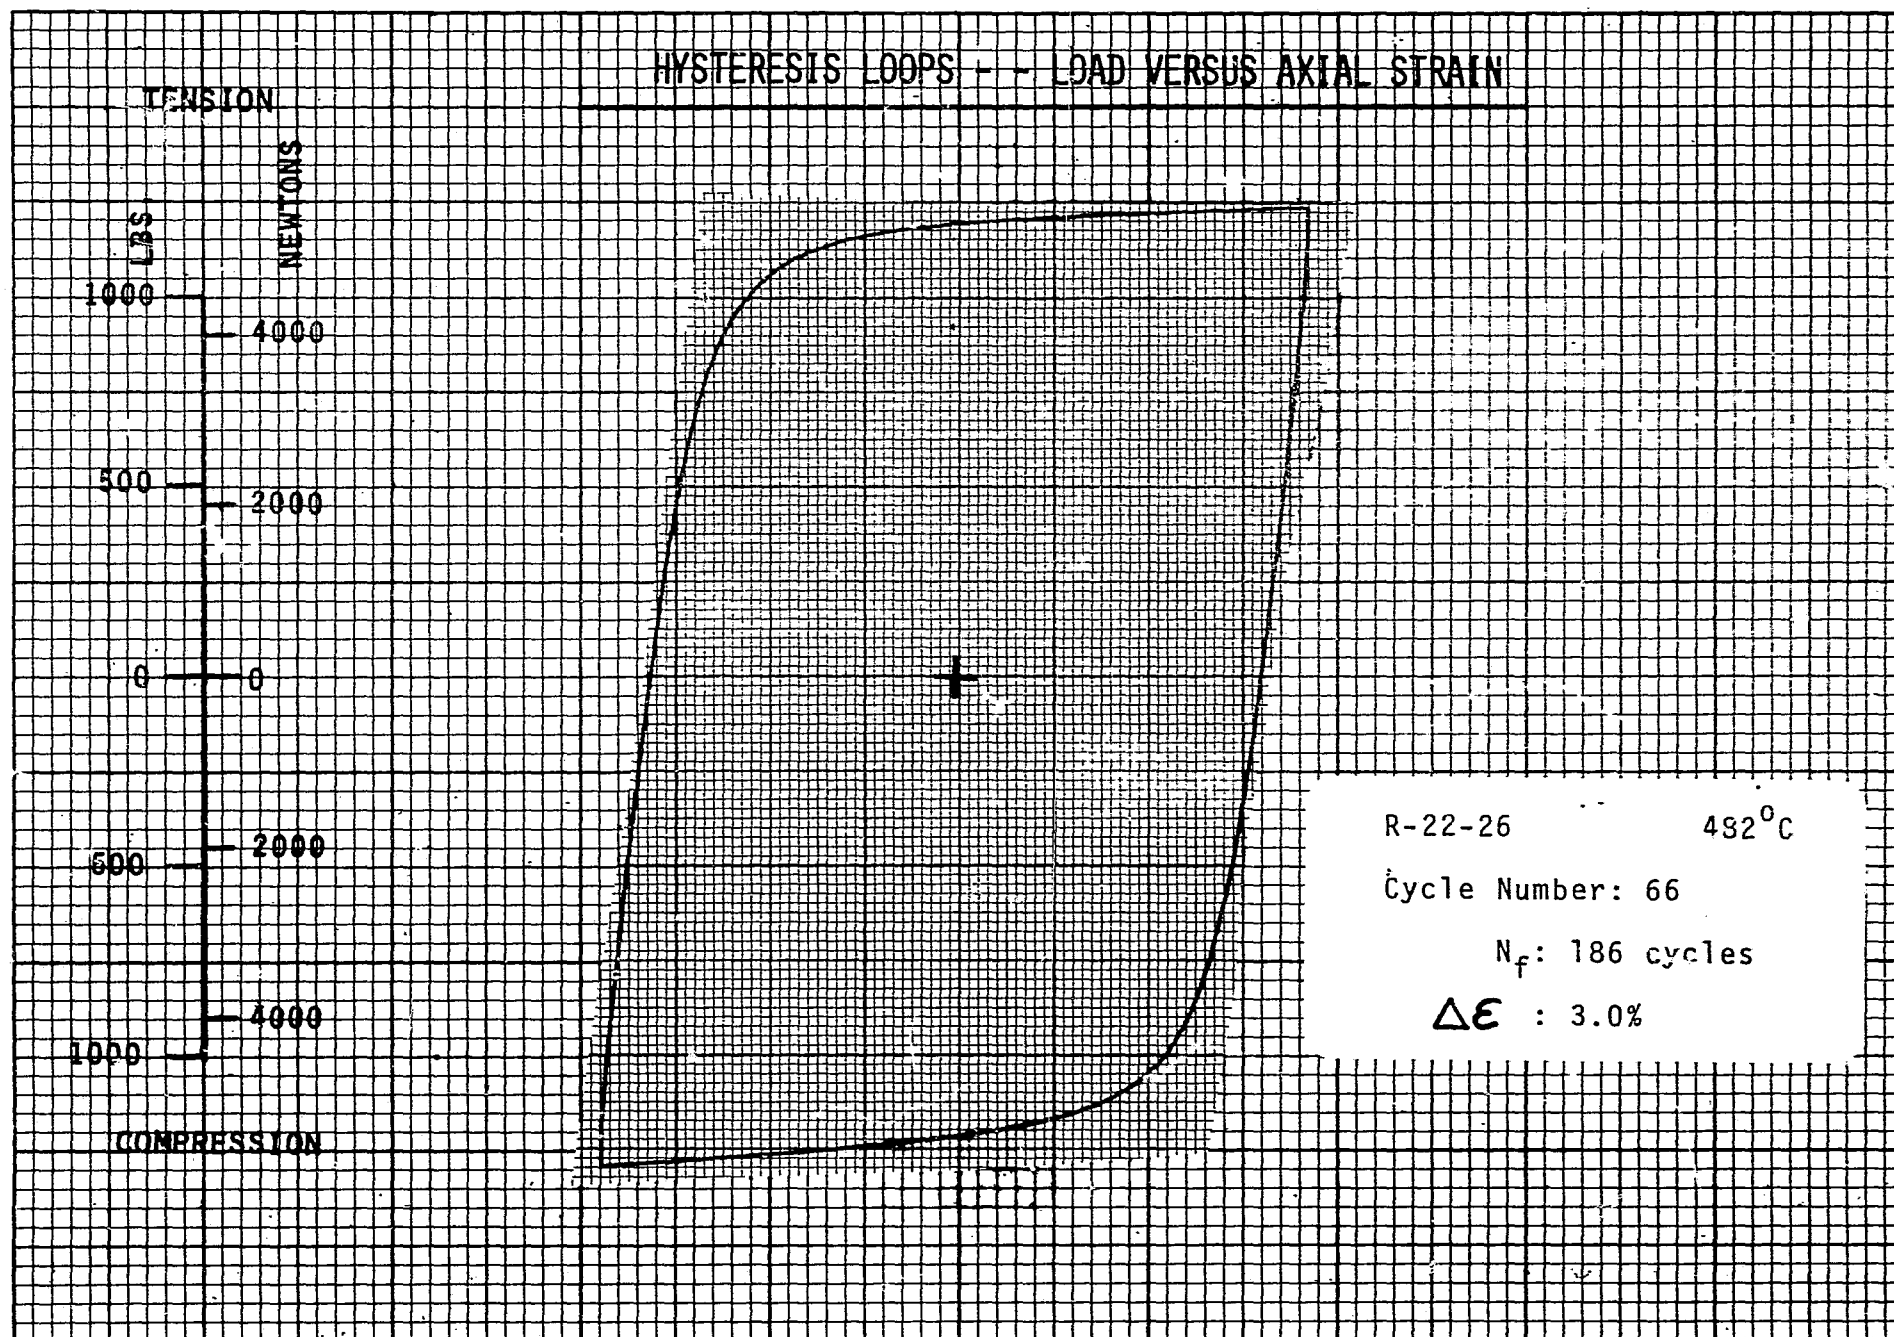 HYSTERESIS LOOPS - - LOAD VERSUS AXIAL STRAIN
TENSION
LBS.
NEWTONS
1000
4000
500
2000
0
0
2000
500
4000
1000
COMPRESSION
R-22-26 482°C
Cycle Number: 66
Nf: 186 cycles
Δε : 3.0%